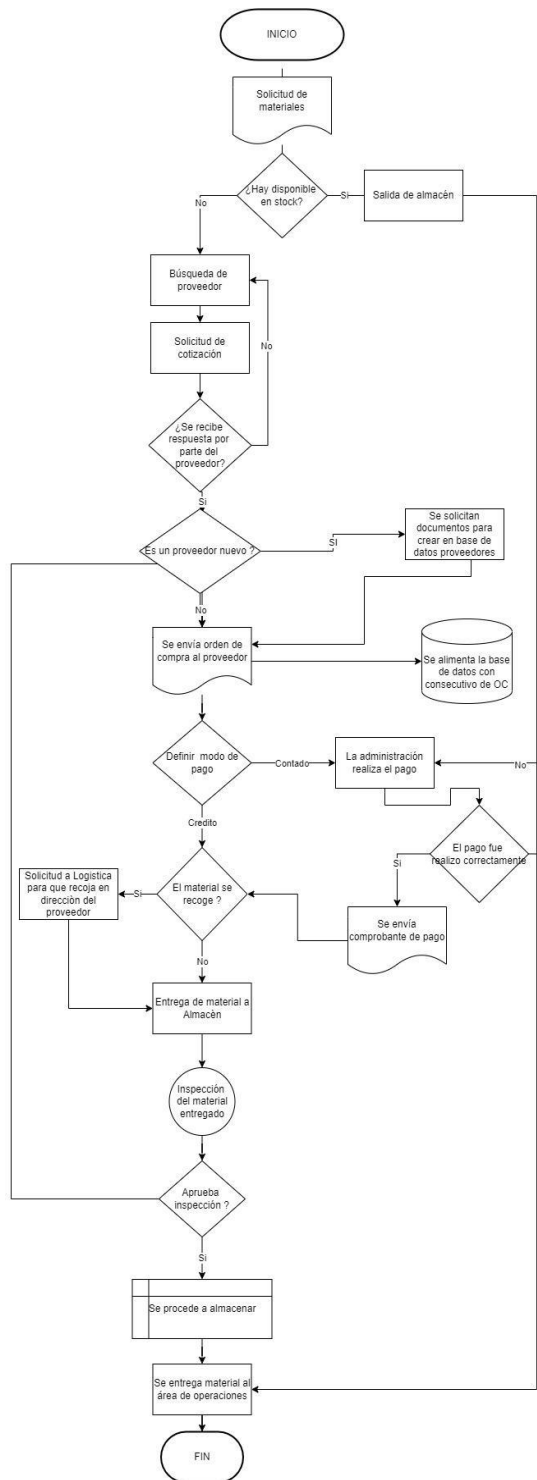 INICIO
Solicitud de
materiales
¿Hay disponible
en stock?
Si
Salida de almacèn
No
Búsqueda de
proveedor
Solicitud de
cotización
No
¿Se recibe
respuesta por
parte del
proveedor?
Si
Es un proveedor nuevo ?
SI
Se solicitan
documentos para
crear en base de
datos proveedores
No
Se envía orden de
compra al proveedor
Se alimenta la base
de datos con
consecutivo de OC
Definir modo de
pago
Contado
La administración
realiza el pago
No
Credito
El pago fue
realizo correctamente
Si
Se envía
comprobante de pago
El material se
recoge ?
Si
Solicitud a Logistica
para que recoja en
direcciòn del
proveedor
No
Entrega de material a
Almacèn
Inspección
del material
entregado
Aprueba
inspección ?
Si
Se procede a almacenar
Se entrega material al
área de operaciones
FIN